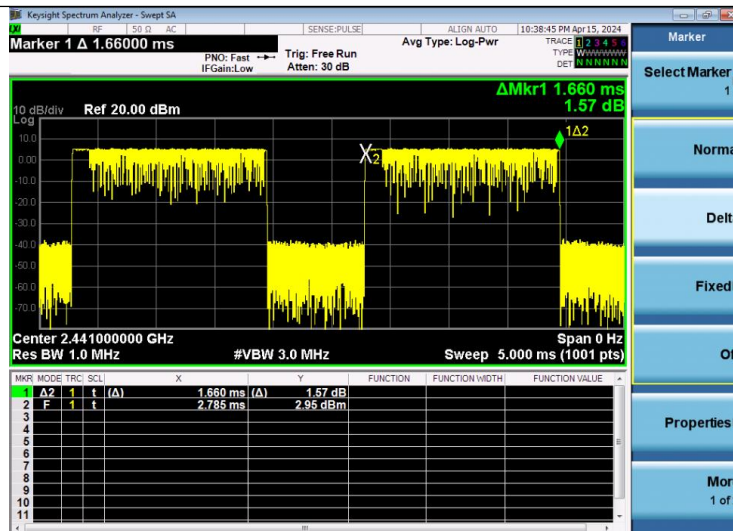 Keysight Spectrum Analyzer - Swept SA
LXI RF 50 Ω AC SENSE:PULSE ALIGN AUTO 10:38:45 PM Apr 15, 2024
Marker 1 Δ 1.66000 ms
PNO: Fast
IFGain:Low
Trig: Free Run
Atten: 30 dB
Avg Type: Log-Pwr
TRACE 1 2 3 4 5 6
TYPE W
DET N N N N N N
ΔMkr1 1.660 ms
1.57 dB
10 dB/div Ref 20.00 dBm
Log
10.0
0.00
-10.0
-20.0
-30.0
-40.0
-50.0
-60.0
-70.0
X2
1Δ2
Center 2.441000000 GHz
Span 0 Hz
Res BW 1.0 MHz #VBW 3.0 MHz Sweep 5.000 ms (1001 pts)
MKR MODE TRC SCL X Y FUNCTION FUNCTION WIDTH FUNCTION VALUE
1 Δ2 1 t (Δ) 1.660 ms (Δ) 1.57 dB
2 F 1 t 2.785 ms 2.95 dBm
3
4
5
6
7
8
9
10
11
Marker
Select Marker
1
Norma
Delt
Fixed
Of
Properties
Mor
1 of